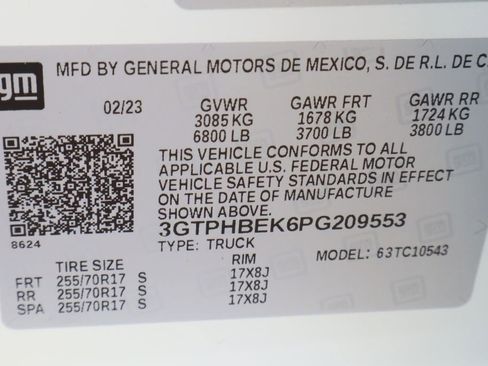 gm
MFD BY GENERAL MOTORS DE MEXICO, S. DE R.L. DE C.
02/23 GVWR GAWR FRT GAWR RR
3085 KG 1678 KG 1724 KG
6800 LB 3700 LB 3800 LB
THIS VEHICLE CONFORMS TO ALL
APPLICABLE U.S. FEDERAL MOTOR
VEHICLE SAFETY STANDARDS IN EFFECT
ON THE DATE OF MANUFACTURE
SHOWN ABOVE.
8624
3GTPHBEK6PG209553
TYPE: TRUCK MODEL: 63TC10543
TIRE SIZE RIM
FRT 255/70R17 S 17X8J
RR 255/70R17 S 17X8J
SPA 255/70R17 S 17X8J